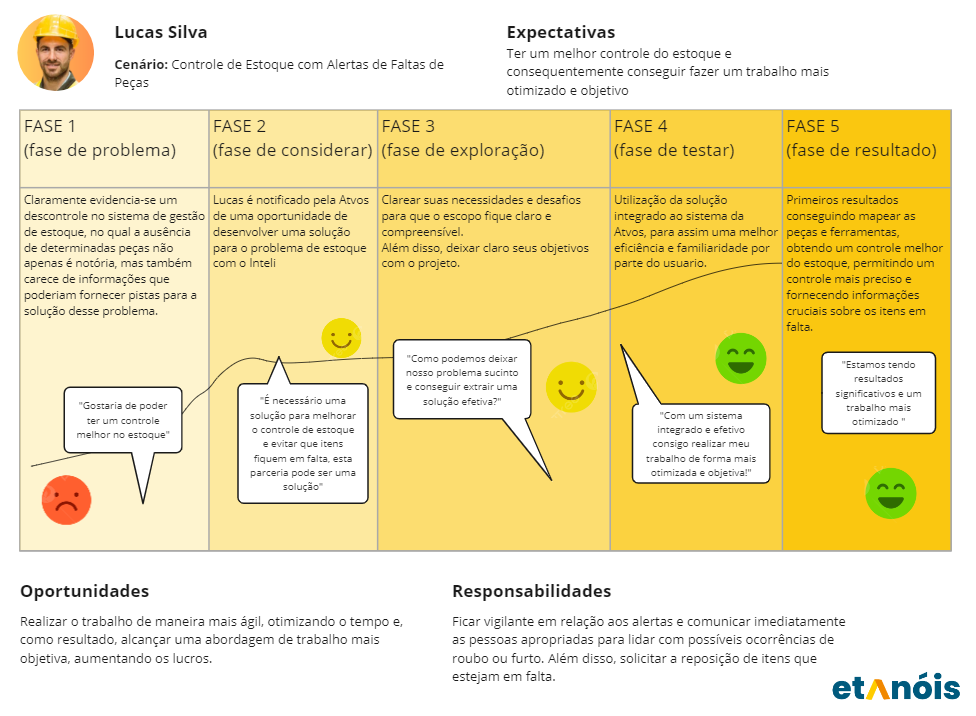 Lucas Silva
Cenário: Controle de Estoque com Alertas de Faltas de
Peças
Expectativas
Ter um melhor controle do estoque e
consequentemente conseguir fazer um trabalho mais
otimizado e objetivo
FASE 1
(fase de problema)
Claramente evidencia-se um
descontrole no sistema de gestão
de estoque, no qual a ausência
de determinadas peças não
apenas é notória, mas também
carece de informações que
poderiam fornecer pistas para a
solução desse problema.
"Gostaria de poder
ter um controle
melhor no estoque"
FASE 2
(fase de considerar)
Lucas é notificado pela Atvos
de uma oportunidade de
desenvolver uma solução
para o problema de estoque
com o Inteli
"É necessário uma
solução para melhorar
o controle de estoque
e evitar que itens
fiquem em falta, esta
parceria pode ser uma
solução"
FASE 3
(fase de exploração)
Clarear suas necessidades e desafios
para que o escopo fique claro e
compreensível.
Além disso, deixar claro seus objetivos
com o projeto.
"Como podemos deixar
nosso problema sucinto
e conseguir extrair uma
solução efetiva?"
FASE 4
(fase de testar)
Utilização da solução
integrado ao sistema da
Atvos, para assim uma melhor
eficiência e familiaridade por
parte do usuario.
"Com um sistema
integrado e efetivo
consigo realizar meu
trabalho de forma mais
otimizada e objetiva!"
FASE 5
(fase de resultado)
Primeiros resultados
conseguindo mapear as
peças e ferramentas,
obtendo um controle melhor
do estoque, permitindo um
controle mais preciso e
fornecendo informações
cruciais sobre os itens em
falta.
"Estamos tendo
resultados
significativos e um
trabalho mais
otimizado "
Oportunidades
Realizar o trabalho de maneira mais ágil, otimizando o tempo e,
como resultado, alcançar uma abordagem de trabalho mais
objetiva, aumentando os lucros.
Responsabilidades
Ficar vigilante em relação aos alertas e comunicar imediatamente
as pessoas apropriadas para lidar com possíveis ocorrências de
roubo ou furto. Além disso, solicitar a reposição de itens que
estejam em falta.
etanóis